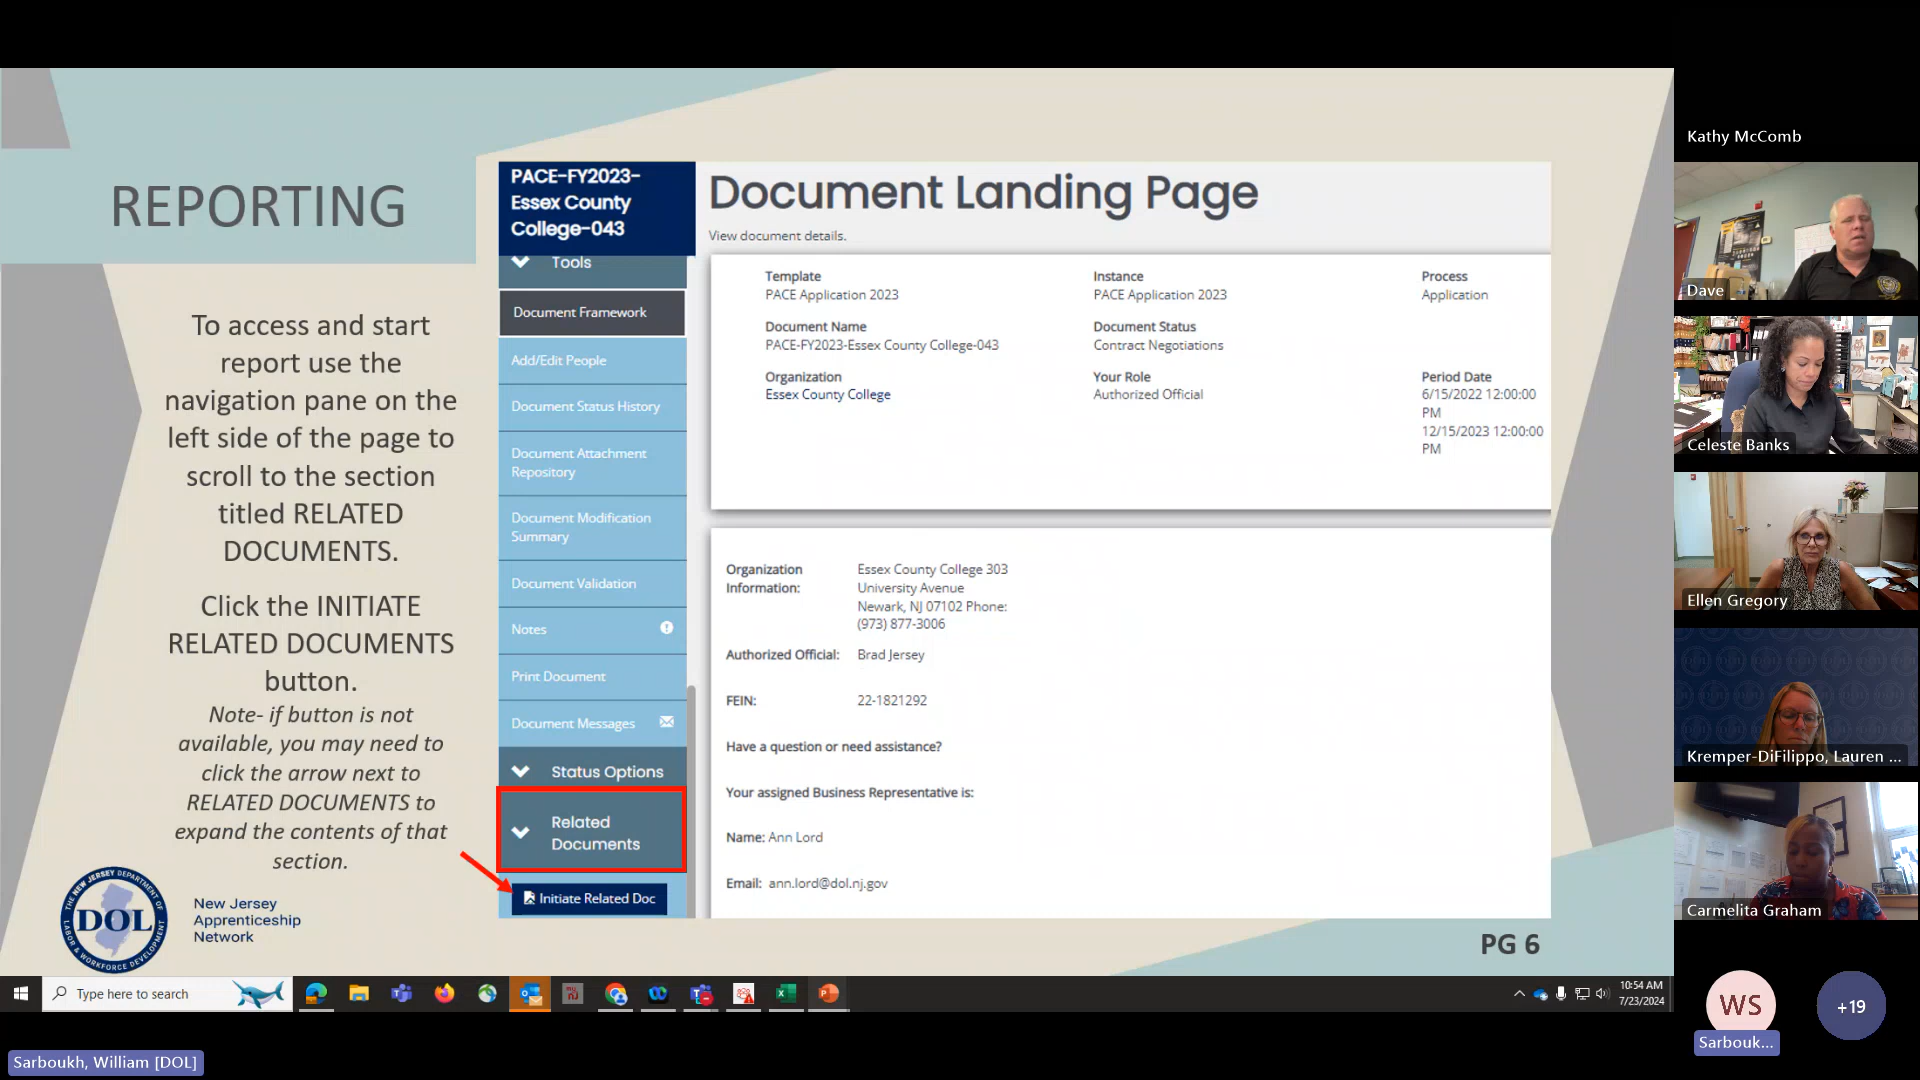 REPORTING
To access and start
report use the
navigation pane on the
left side of the page to
scroll to the section
titled RELATED
DOCUMENTS.
Click the INITIATE
RELATED DOCUMENTS
button.
Note- if button is not
available, you may need to
click the arrow next to
RELATED DOCUMENTS to
expand the contents of that
section.
THE NEW JERSEY DEPARTMENT OF
LABOR & WORKFORCE DEVELOPMENT
DOL
New Jersey
Apprenticeship
Network
PACE-FY2023-
Essex County
College-043
Tools
Document Framework
Add/Edit People
Document Status History
Document Attachment
Repository
Document Modification
Summary
Document Validation
Notes
Print Document
Document Messages
Status Options
Related
Documents
Initiate Related Doc
Document Landing Page
View document details.
Template
PACE Application 2023
Instance
PACE Application 2023
Process
Application
Document Name
PACE-FY2023-Essex County College-043
Document Status
Contract Negotiations
Organization
Essex County College
Your Role
Authorized Official
Period Date
6/15/2022 12:00:00
PM
12/15/2023 12:00:00
PM
Organization
Information:
Essex County College 303
University Avenue
Newark, NJ 07102 Phone:
(973) 877-3006
Authorized Official: Brad Jersey
FEIN: 22-1821292
Have a question or need assistance?
Your assigned Business Representative is:
Name: Ann Lord
Email: ann.lord@dol.nj.gov
PG 6
Type here to search
10:54 AM
7/23/2024
Kathy McComb
Dave
Celeste Banks
Ellen Gregory
Kremper-DiFilippo, Lauren ...
Carmelita Graham
WS
Sarbouk...
+19
Sarboukh, William [DOL]